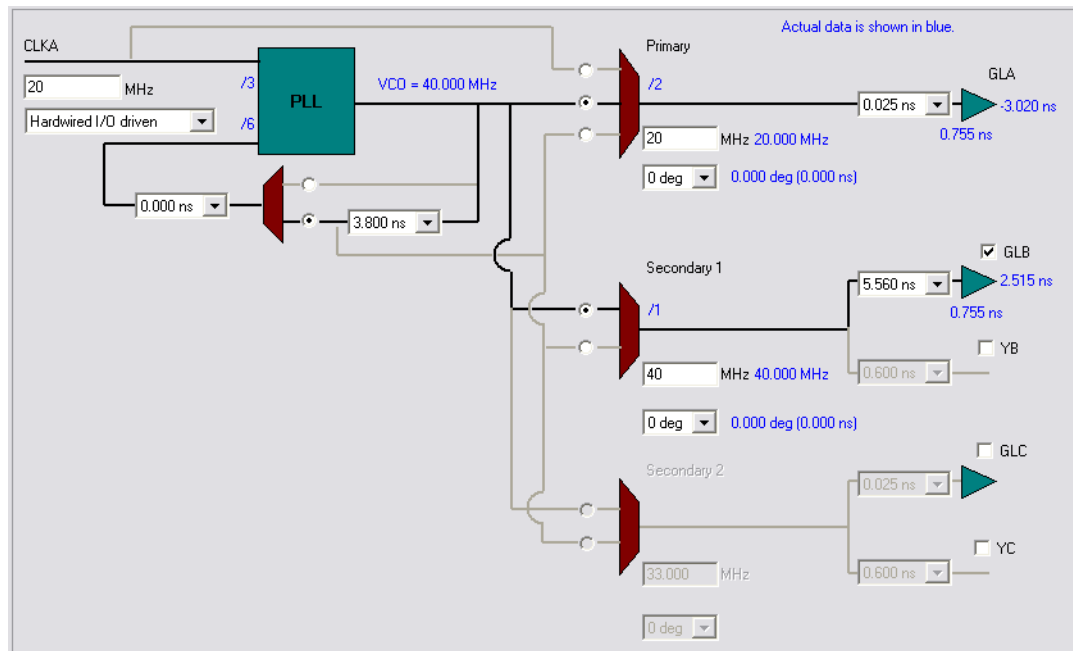 Actual data is shown in blue.
CLKA
Primary
/3
VCO = 40.000 MHz
/2
GLA
20 MHz
PLL
0.025 ns
-3.020 ns
Hardwired I/O driven
/6
0.755 ns
20 MHz 20.000 MHz
0 deg 0.000 deg (0.000 ns)
0.000 ns
3.800 ns
GLB
Secondary 1
5.560 ns
2.515 ns
/1
0.755 ns
YB
40 MHz 40.000 MHz
0.600 ns
0 deg 0.000 deg (0.000 ns)
GLC
Secondary 2
0.025 ns
YC
33.000 MHz
0.600 ns
0 deg